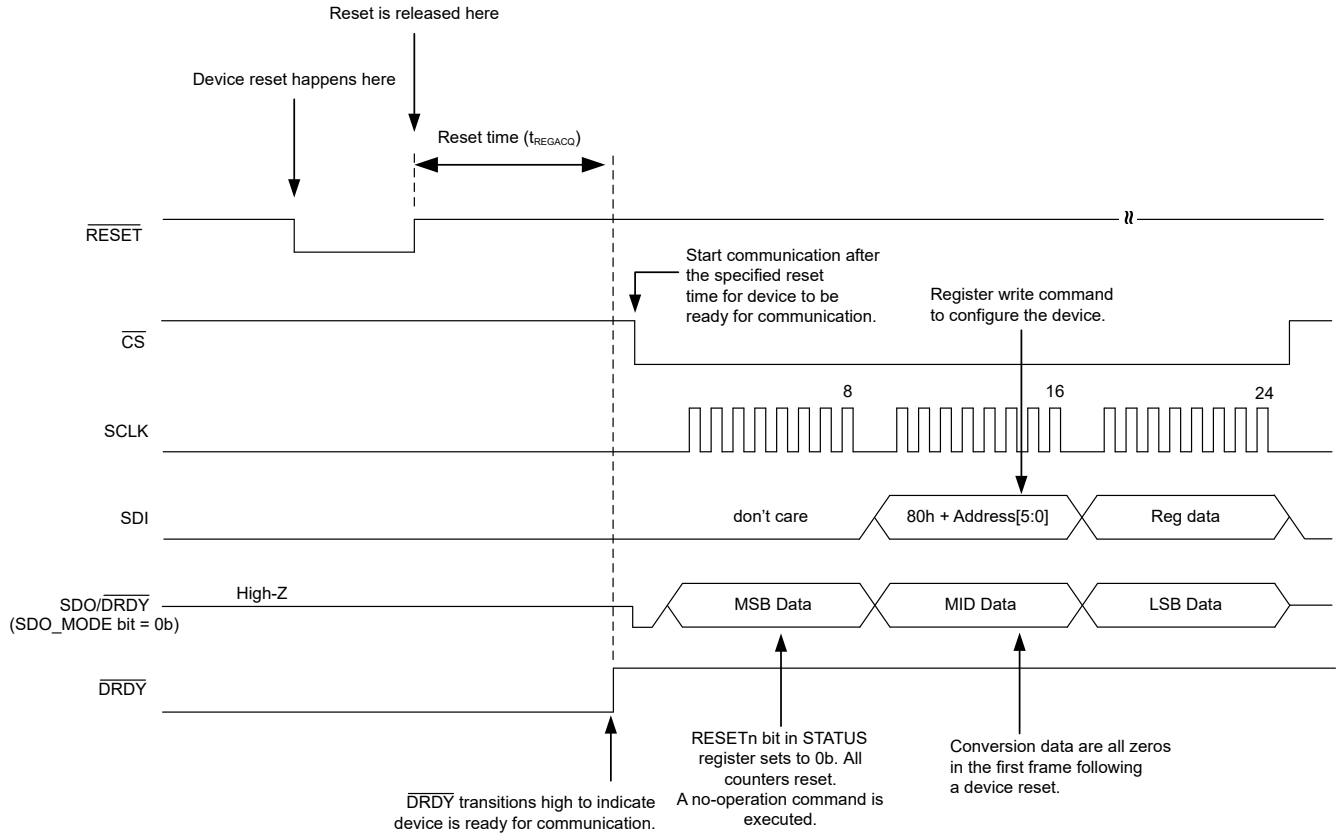 Reset is released here
Device reset happens here
Reset time (tREGACQ)
RESET
Start communication after
the specified reset
time for device to be
ready for communication.
Register write command
to configure the device.
CS
8
16
24
SCLK
SDI
don't care
80h + Address[5:0]
Reg data
High-Z
SDO/DRDY
(SDO_MODE bit = 0b)
MSB Data
MID Data
LSB Data
DRDY
RESETn bit in STATUS
register sets to 0b. All
counters reset.
A no-operation command is
executed.
Conversion data are all zeros
in the first frame following
a device reset.
DRDY transitions high to indicate
device is ready for communication.